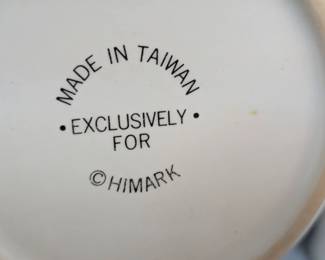 MADE IN TAIWAN
• EXCLUSIVELY •
FOR
© HIMARK